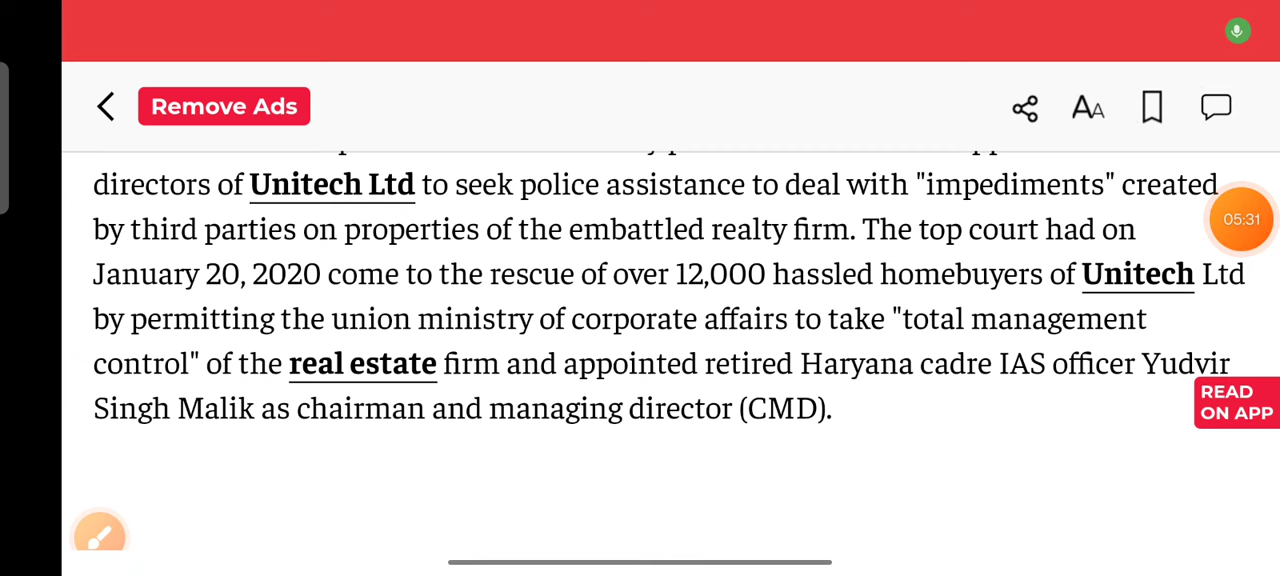 Remove Ads
AA
directors of Unitech Ltd to seek police assistance to deal with "impediments" created
by third parties on properties of the embattled realty firm. The top court had on
January 20, 2020 come to the rescue of over 12,000 hassled homebuyers of Unitech Ltd
by permitting the union ministry of corporate affairs to take "total management
control" of the real estate firm and appointed retired Haryana cadre IAS officer Yudvir
Singh Malik as chairman and managing director (CMD).
05:31
READ
ON APP